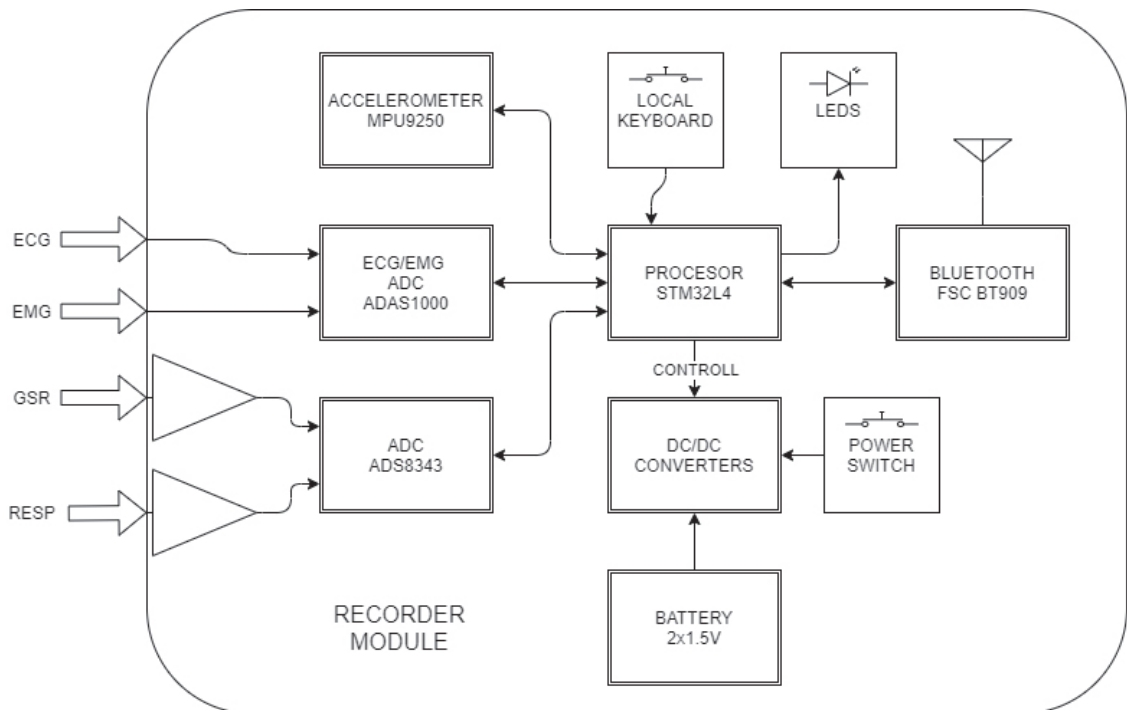 ACCELEROMETER
MPU9250
LOCAL
KEYBOARD
LEDS
ECG
EMG
GSR
RESP
ECG/EMG
ADC
ADAS1000
PROCESOR
STM32L4
BLUETOOTH
FSC BT909
CONTROLL
ADC
ADS8343
DC/DC
CONVERTERS
POWER
SWITCH
RECORDER
MODULE
BATTERY
2x1.5V